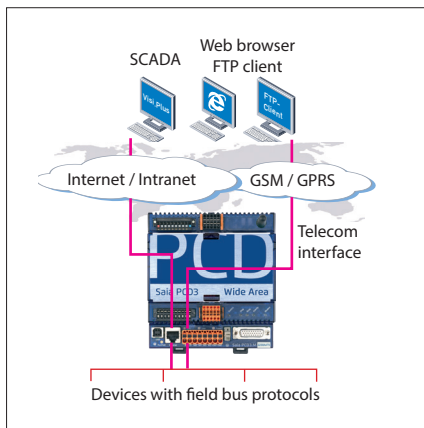 Web browser
SCADA
FTP client
Visi.Plus
FTP-
Client
Internet / Intranet
GSM / GPRS
Telecom
interface
PCD
Saia PCD3
Wide Area
Devices with field bus protocols